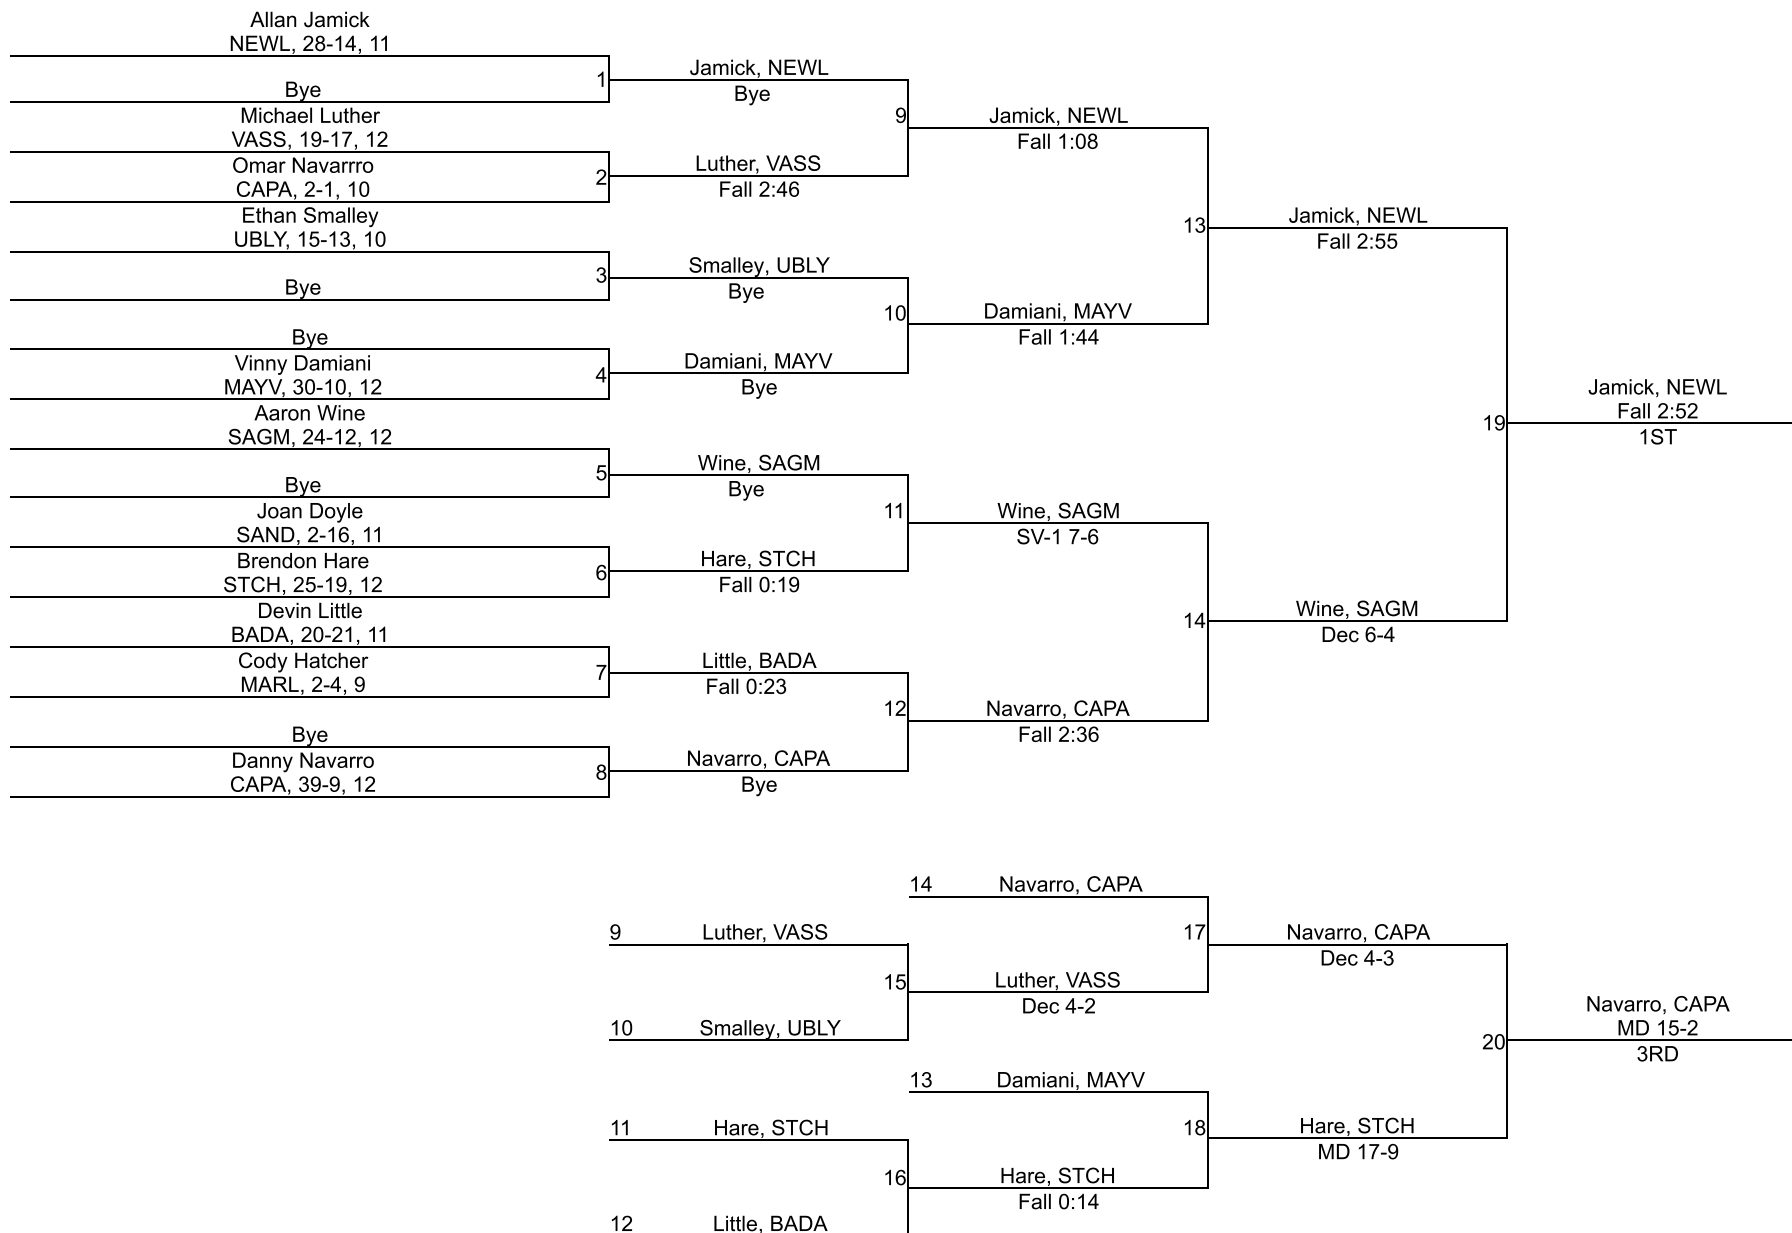 Allan Jamick
NEWL, 28-14, 11
Bye
1
Michael Luther
VASS, 19-17, 12
Omar Navarrro
CAPA, 2-1, 10
2
Ethan Smalley
UBLY, 15-13, 10
Bye
3
Bye
Vinny Damiani
MAYV, 30-10, 12
4
Aaron Wine
SAGM, 24-12, 12
Bye
5
Joan Doyle
SAND, 2-16, 11
Brendon Hare
STCH, 25-19, 12
6
Devin Little
BADA, 20-21, 11
Cody Hatcher
MARL, 2-4, 9
7
Bye
Danny Navarro
CAPA, 39-9, 12
8
Jamick, NEWL
Bye
9
Luther, VASS
Fall 2:46
Smalley, UBLY
Bye
10
Damiani, MAYV
Bye
Wine, SAGM
Bye
11
Hare, STCH
Fall 0:19
Little, BADA
Fall 0:23
12
Navarro, CAPA
Bye
Jamick, NEWL
Fall 1:08
13
Damiani, MAYV
Fall 1:44
Wine, SAGM
SV-1 7-6
14
Navarro, CAPA
Fall 2:36
Jamick, NEWL
Fall 2:55
19
Wine, SAGM
Dec 6-4
Jamick, NEWL
Fall 2:52
1ST
14 Navarro, CAPA
9 Luther, VASS
15
10 Smalley, UBLY
Luther, VASS
Dec 4-2
17
13 Damiani, MAYV
11 Hare, STCH
16
12 Little, BADA
Hare, STCH
Fall 0:14
18
Navarro, CAPA
Dec 4-3
20
Hare, STCH
MD 17-9
Navarro, CAPA
MD 15-2
3RD